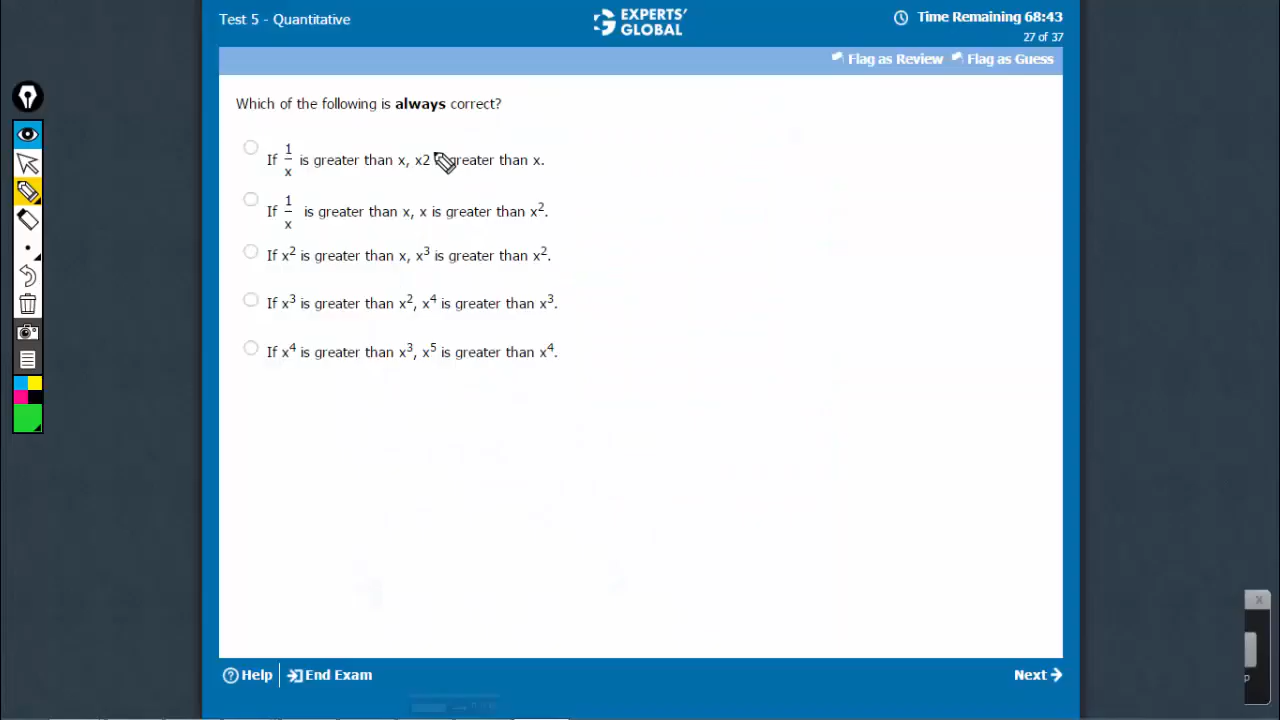 Test 5 - Quantitative
EXPERTS'
GLOBAL
Time Remaining 68:43
27 of 37
Flag as Review
Flag as Guess
Which of the following is always correct?
If 1/x is greater than x, x2 greater than x.
If 1/x is greater than x, x is greater than x².
If x² is greater than x, x³ is greater than x².
If x³ is greater than x², x⁴ is greater than x³.
If x⁴ is greater than x³, x⁵ is greater than x⁴.
Help
End Exam
Next